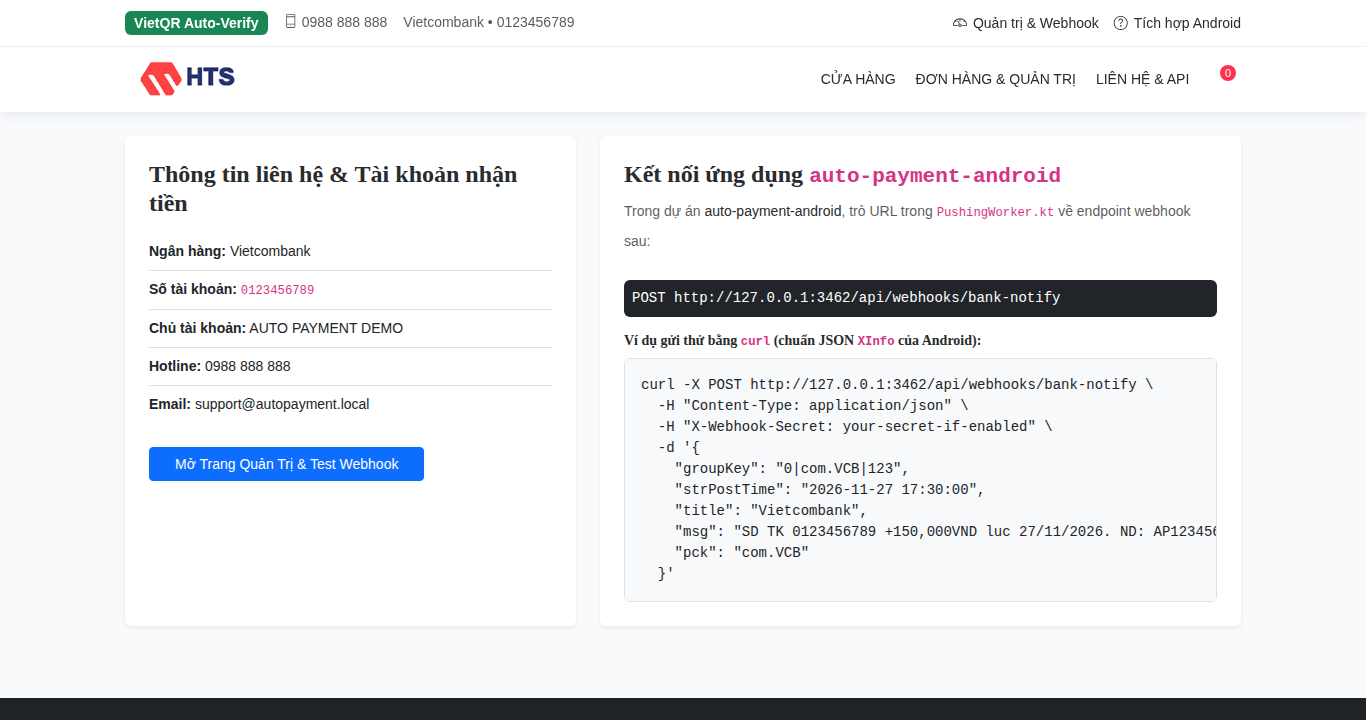 VietQR Auto-Verify
0988 888 888
Vietcombank • 0123456789
Quản trị & Webhook
Tích hợp Android
HTS
CỬA HÀNG
ĐƠN HÀNG & QUẢN TRỊ
LIÊN HỆ & API
0
Thông tin liên hệ & Tài khoản nhận
tiền
Ngân hàng: Vietcombank
Số tài khoản: 0123456789
Chủ tài khoản: AUTO PAYMENT DEMO
Hotline: 0988 888 888
Email: support@autopayment.local
Mở Trang Quản Trị & Test Webhook
Kết nối ứng dụng auto-payment-android
Trong dự án auto-payment-android, trỏ URL trong PushingWorker.kt về endpoint webhook
sau:
POST http://127.0.0.1:3462/api/webhooks/bank-notify
Ví dụ gửi thử bằng curl (chuẩn JSON XInfo của Android):
curl -X POST http://127.0.0.1:3462/api/webhooks/bank-notify \
-H "Content-Type: application/json" \
-H "X-Webhook-Secret: your-secret-if-enabled" \
-d '{
"groupKey": "0|com.VCB|123",
"strPostTime": "2026-11-27 17:30:00",
"title": "Vietcombank",
"msg": "SD TK 0123456789 +150,000VND luc 27/11/2026. ND: AP123456
"pck": "com.VCB"
}'